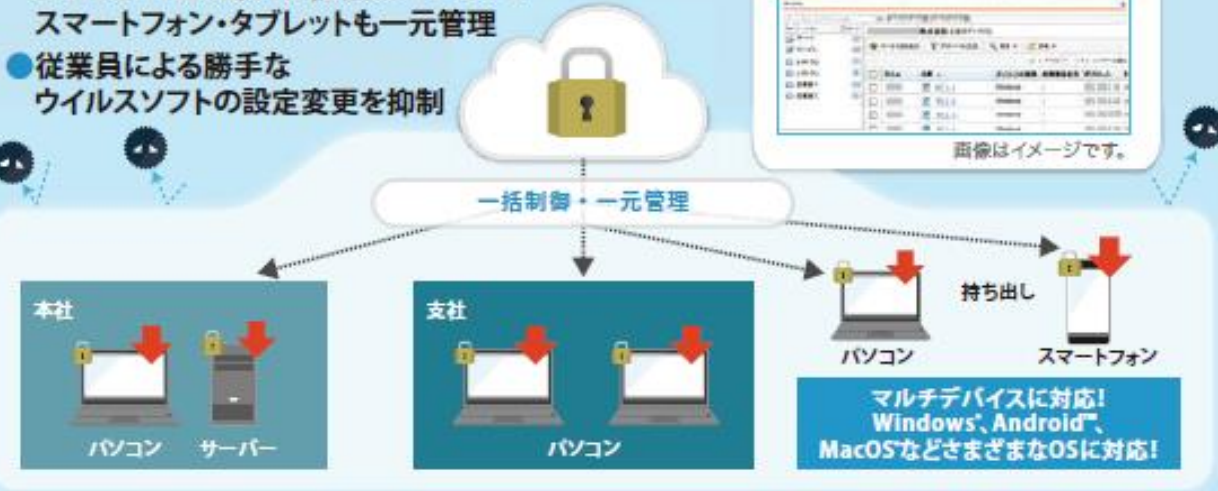 スマートフォン・タブレットも一元管理
●従業員による勝手な
ウイルスソフトの設定変更を抑制
画像はイメージです。
一括制御・一元管理
本社
パソコン
サーバー
支社
パソコン
持ち出し
パソコン
スマートフォン
マルチデバイスに対応!
Windows®、Android™、
MacOSなどさまざまなOSに対応!